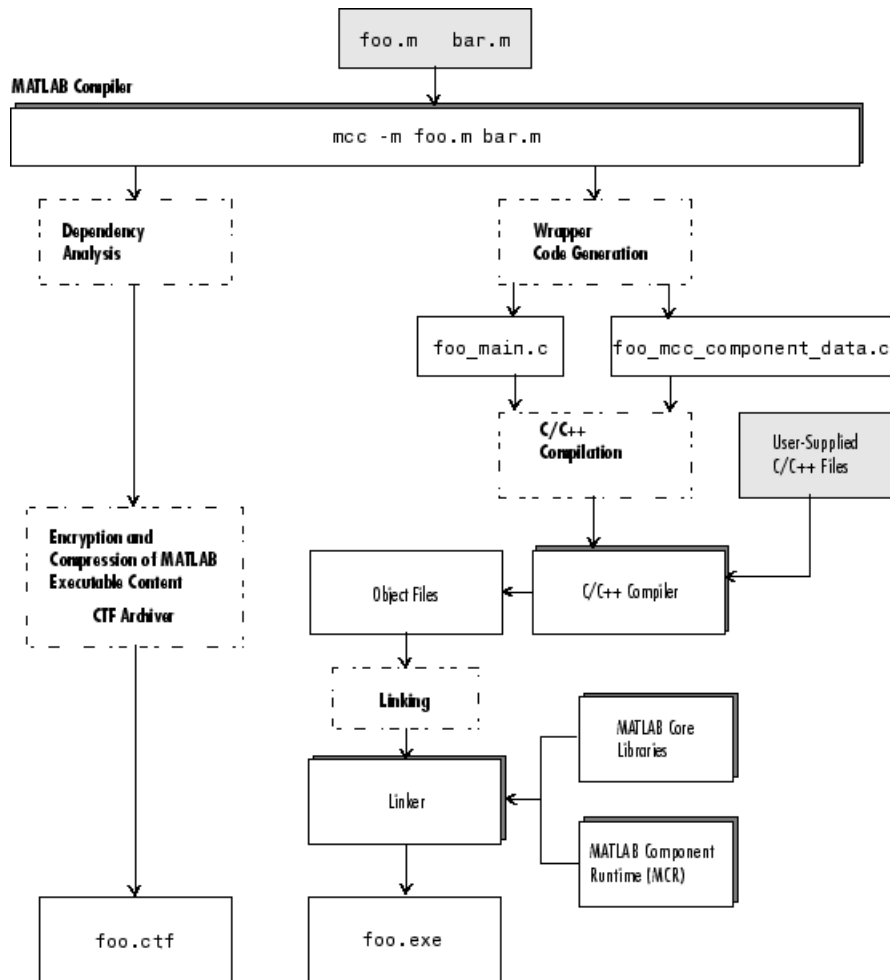 foo.m bar.m
MATLAB Compiler
mcc -m foo.m bar.m
Dependency
Analysis
Wrapper
Code Generation
foo_main.c
foo_mcc_component_data.c
C/C++
Compilation
User-Supplied
C/C++ Files
Encryption and
Compression of MATLAB
Executable Content
CTF Archiver
Object Files
C/C++ Compiler
Linking
MATLAB Core
Libraries
Linker
MATLAB Component
Runtime (MCR)
foo.ctf
foo.exe